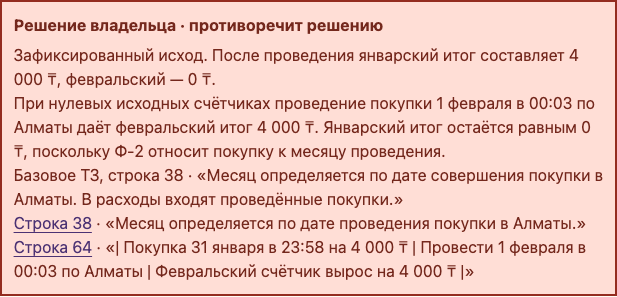 Решение владельца · противоречит решению
Зафиксированный исход. После проведения январский итог составляет 4
000 ₸, февральский — 0 ₸.
При нулевых исходных счётчиках проведение покупки 1 февраля в 00:03 по
Алматы даёт февральский итог 4 000 ₸. Январский итог остаётся равным 0
₸, поскольку Ф-2 относит покупку к месяцу проведения.
Базовое ТЗ, строка 38 · «Месяц определяется по дате совершения покупки в
Алматы. В расходы входят проведённые покупки.»
Строка 38 · «Месяц определяется по дате проведения покупки в Алматы.»
Строка 64 · «| Покупка 31 января в 23:58 на 4 000 ₸ | Провести 1 февраля в
00:03 по Алматы | Февральский счётчик вырос на 4 000 ₸ |»